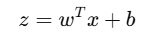 z = w^T x + b